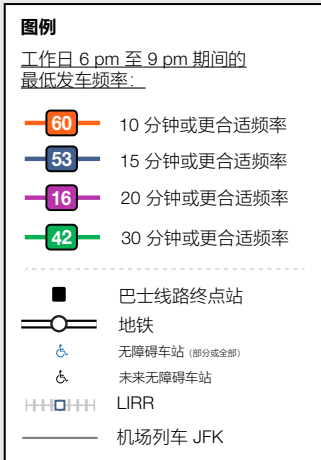 图例
工作日 6 pm 至 9 pm 期间的
最低发车频率:
60 10 分钟或更合适频率
53 15 分钟或更合适频率
16 20 分钟或更合适频率
42 30 分钟或更合适频率
巴士线路终点站
地铁
无障碍车站 (部分或全部)
未来无障碍车站
LIRR
机场列车 JFK